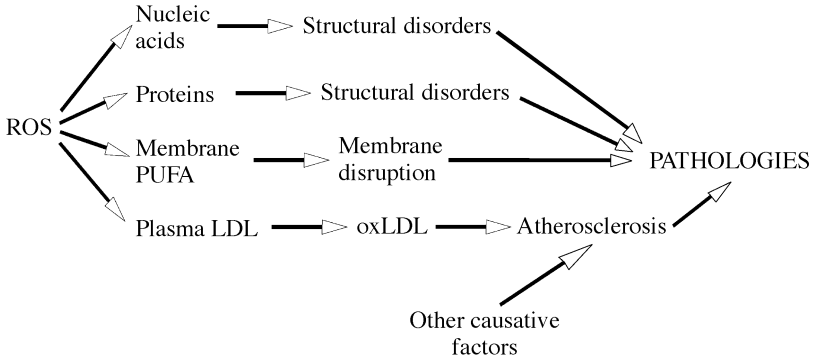 Nucleic
acids
Structural disorders
Proteins
Structural disorders
ROS
Membrane
PUFA
Membrane
disruption
PATHOLOGIES
Plasma LDL
oxLDL
Atherosclerosis
Other causative
factors